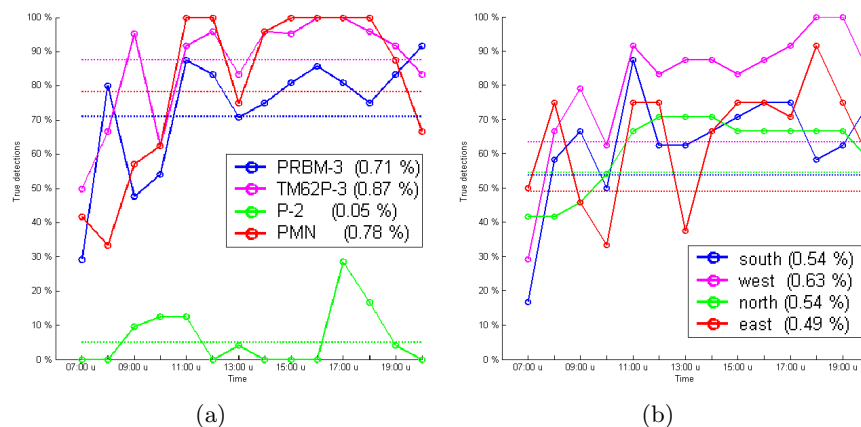 100 %
90 %
80 %
70 %
60 %
50 %
40 %
30 %
20 %
10 %
0 %
True detections
PRBM-3 (0.71 %)
TM62P-3 (0.87 %)
P-2 (0.05 %)
PMN (0.78 %)
07:00 u 09:00 u 11:00 u 13:00 u 15:00 u 17:00 u 19:00 u
Time
(a)
100 %
90 %
80 %
70 %
60 %
50 %
40 %
30 %
20 %
10 %
0 %
True detections
south (0.54 %)
west (0.63 %)
north (0.54 %)
east (0.49 %)
07:00 u 09:00 u 11:00 u 13:00 u 15:00 u 17:00 u 19:00 u
Time
(b)